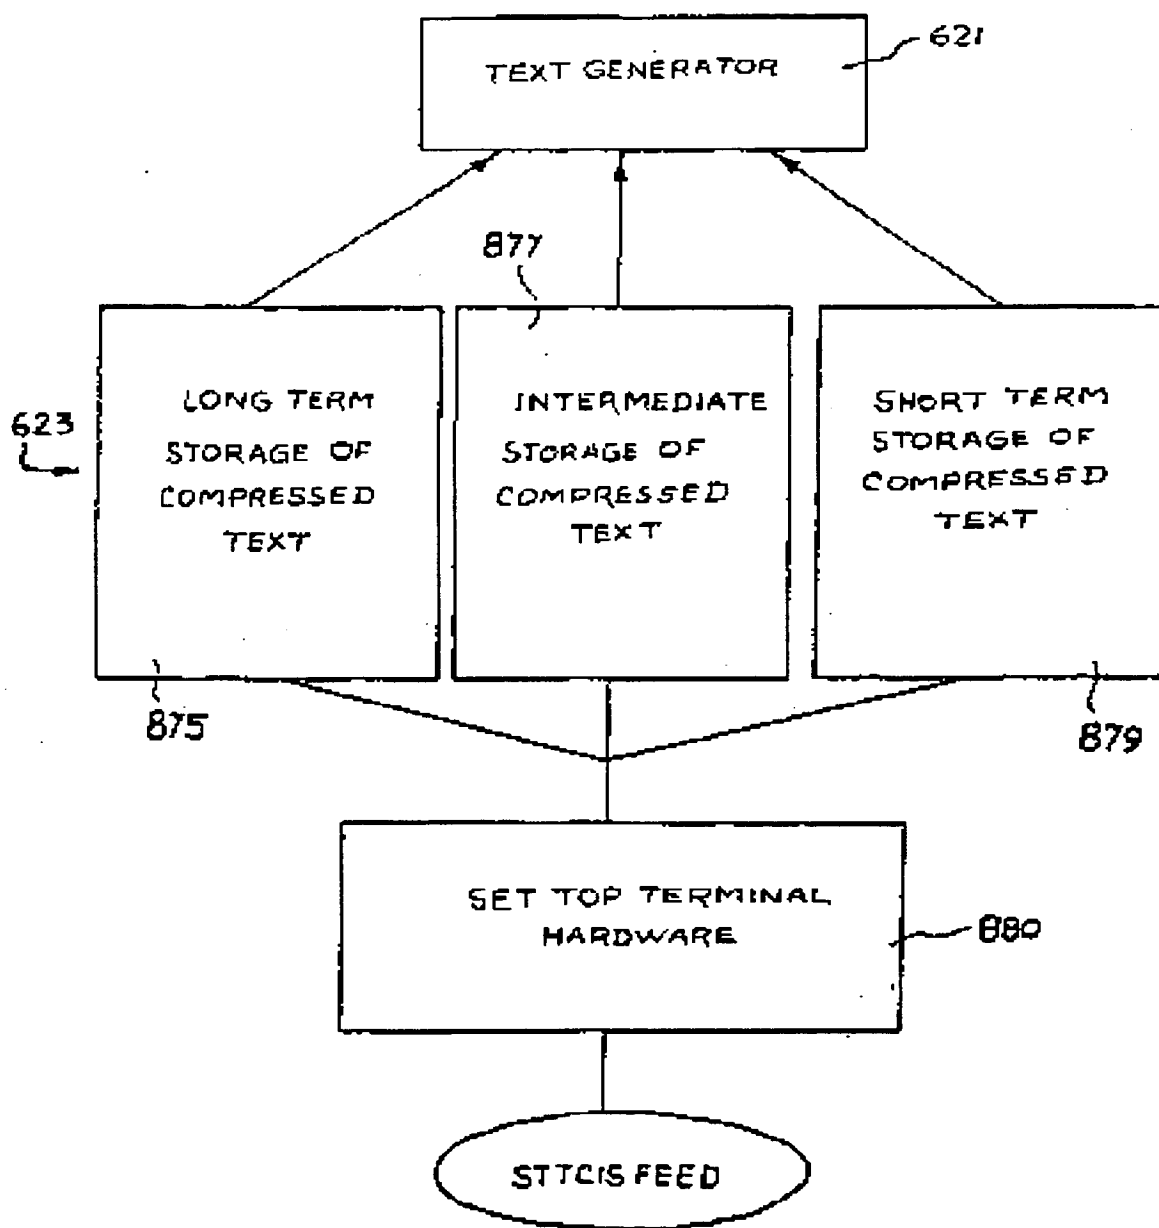 TEXT GENERATOR
621
877
623
LONG TERM
STORAGE OF
COMPRESSED
TEXT
INTERMEDIATE
STORAGE OF
COMPRESSED
TEXT
SHORT TERM
STORAGE OF
COMPRESSED
TEXT
875
879
SET TOP TERMINAL
HARDWARE
880
STTCIS FEED